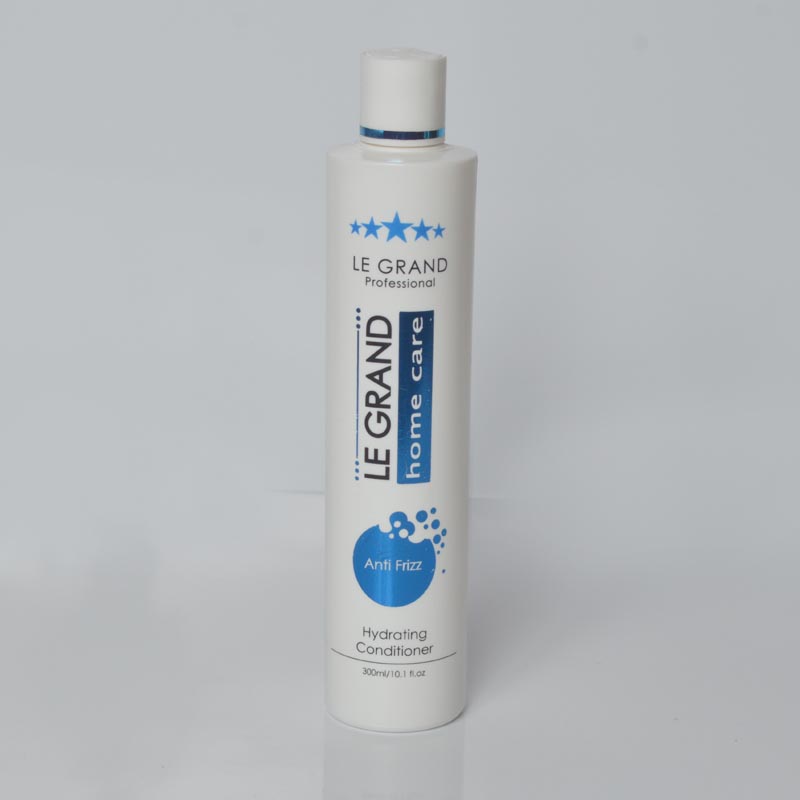 LE GRAND
Professional
LE GRAND
home care
Anti Frizz
Hydrating
Conditioner
300ml/10.1 fl.oz